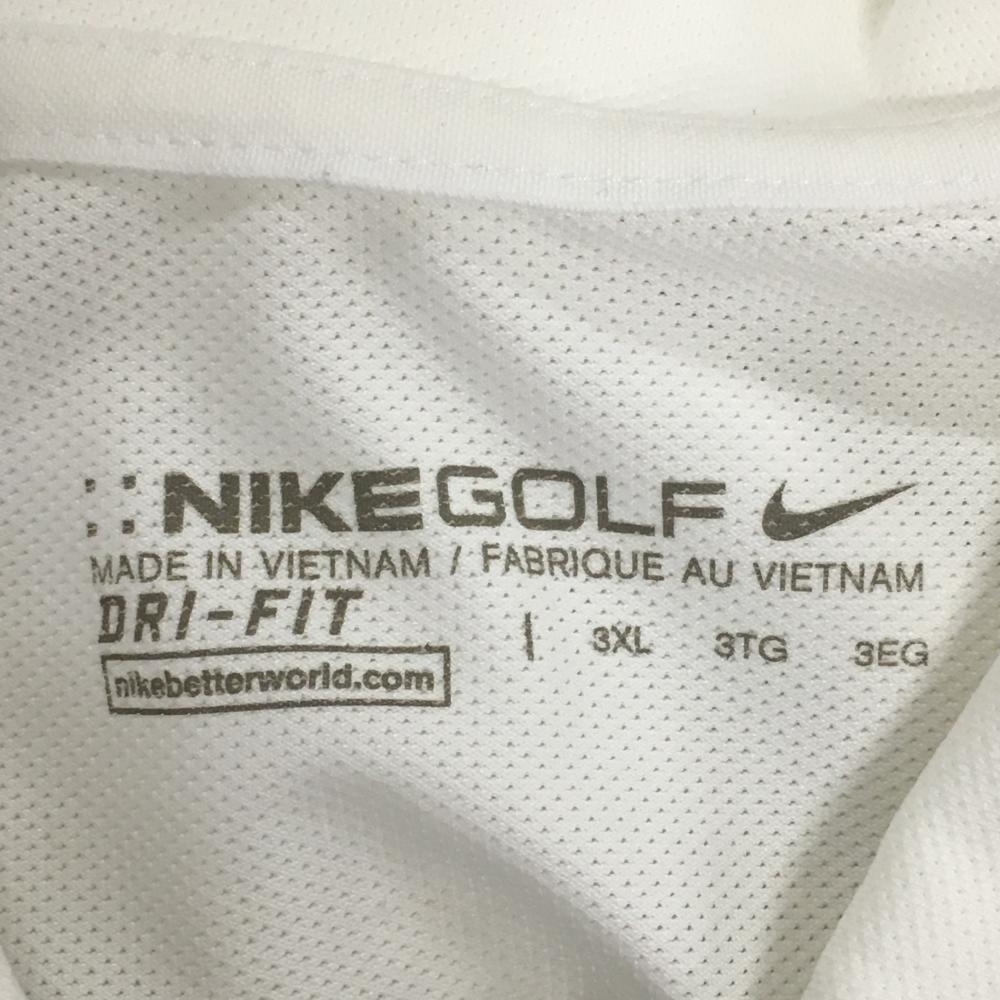 NIKEGOLF
MADE IN VIETNAM / FABRIQUE AU VIETNAM
DRI-FIT
3XL 3TG 3EG
nikebetterworld.com